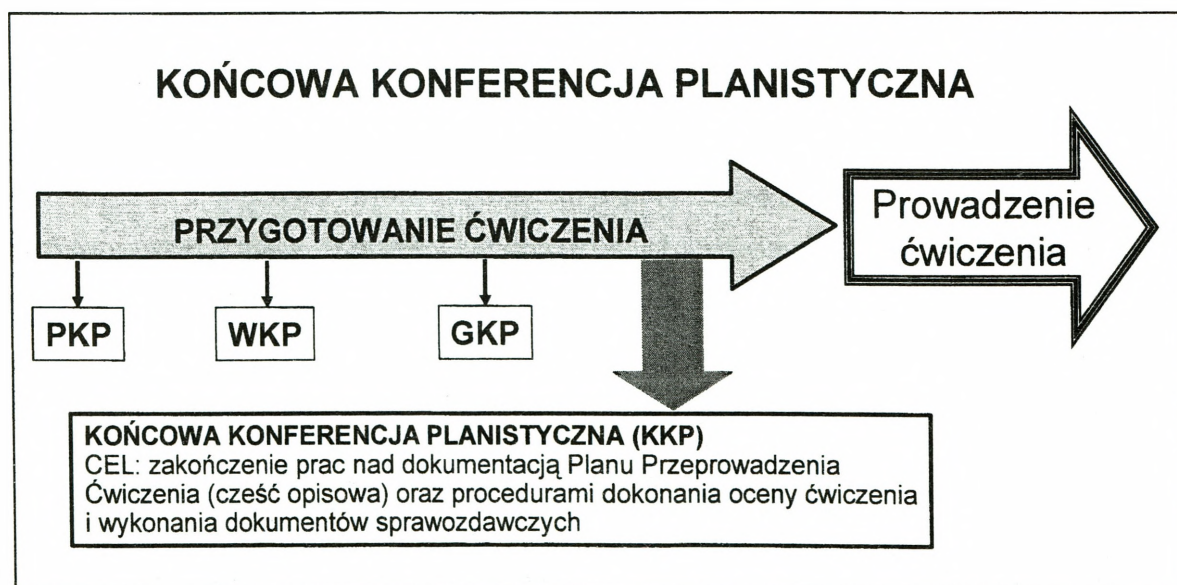 KOŃCOWA KONFERENCJA PLANISTYCZNA
PRZYGOTOWANIE ĆWICZENIA
Prowadzenie
ćwiczenia
PKP
WKP
GKP
KOŃCOWA KONFERENCJA PLANISTYCZNA (KKP)
CEL: zakończenie prac nad dokumentacją Planu Przeprowadzenia
Ćwiczenia (cześć opisowa) oraz procedurami dokonania oceny ćwiczenia
i wykonania dokumentów sprawozdawczych